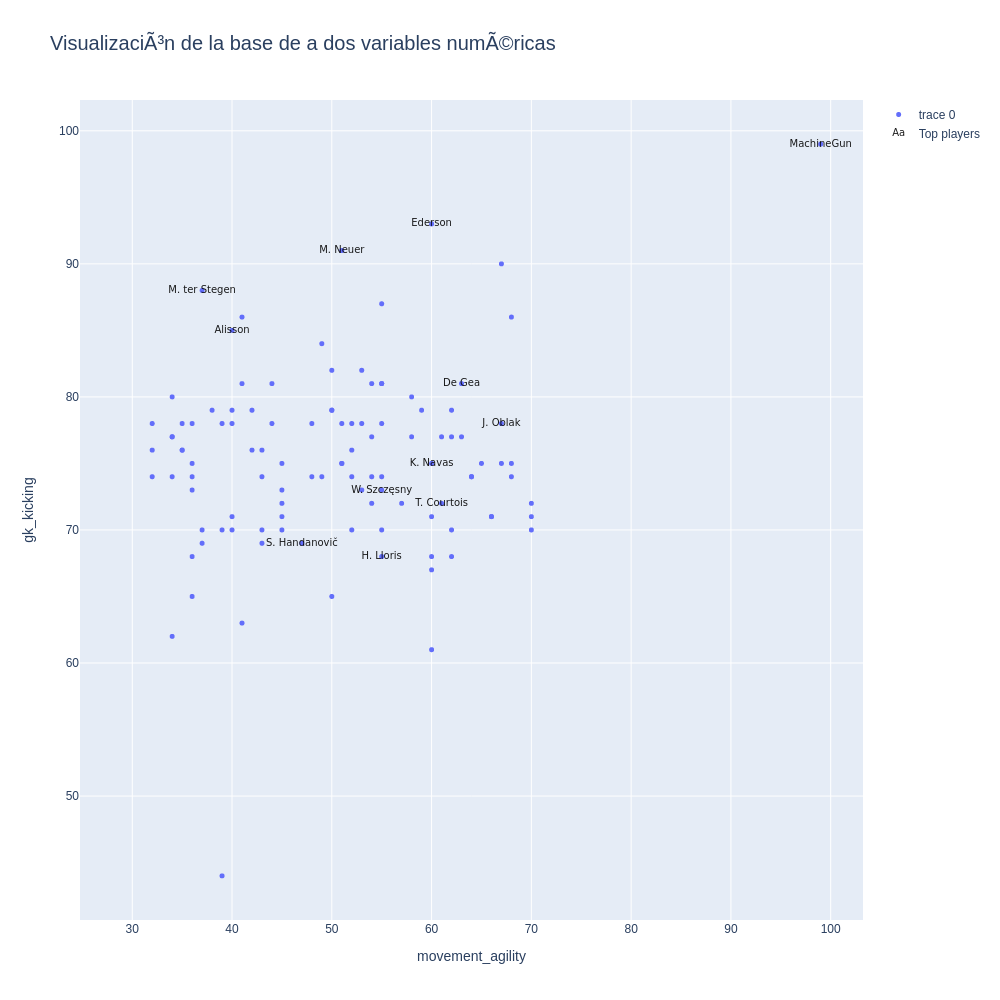 VisualizaciÃ³n de la base de a dos variables numÃ©ricas
trace 0
Aa Top players
100
90
80
70
60
50
MachineGun
Ederson
M. Neuer
M. ter Stegen
Alisson
De Gea
J. Oblak
K. Navas
W. Szczęsny
T. Courtois
S. Handanovič
H. Lloris
gk_kicking
30 40 50 60 70 80 90 100
movement_agility